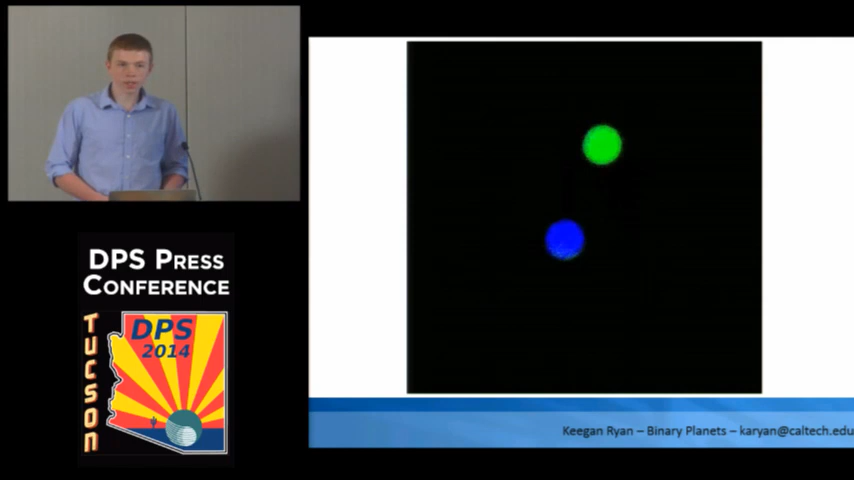 DPS PRESS
CONFERENCE
TUCSON
DPS
2014
Keegan Ryan – Binary Planets – karyan@caltech.edu